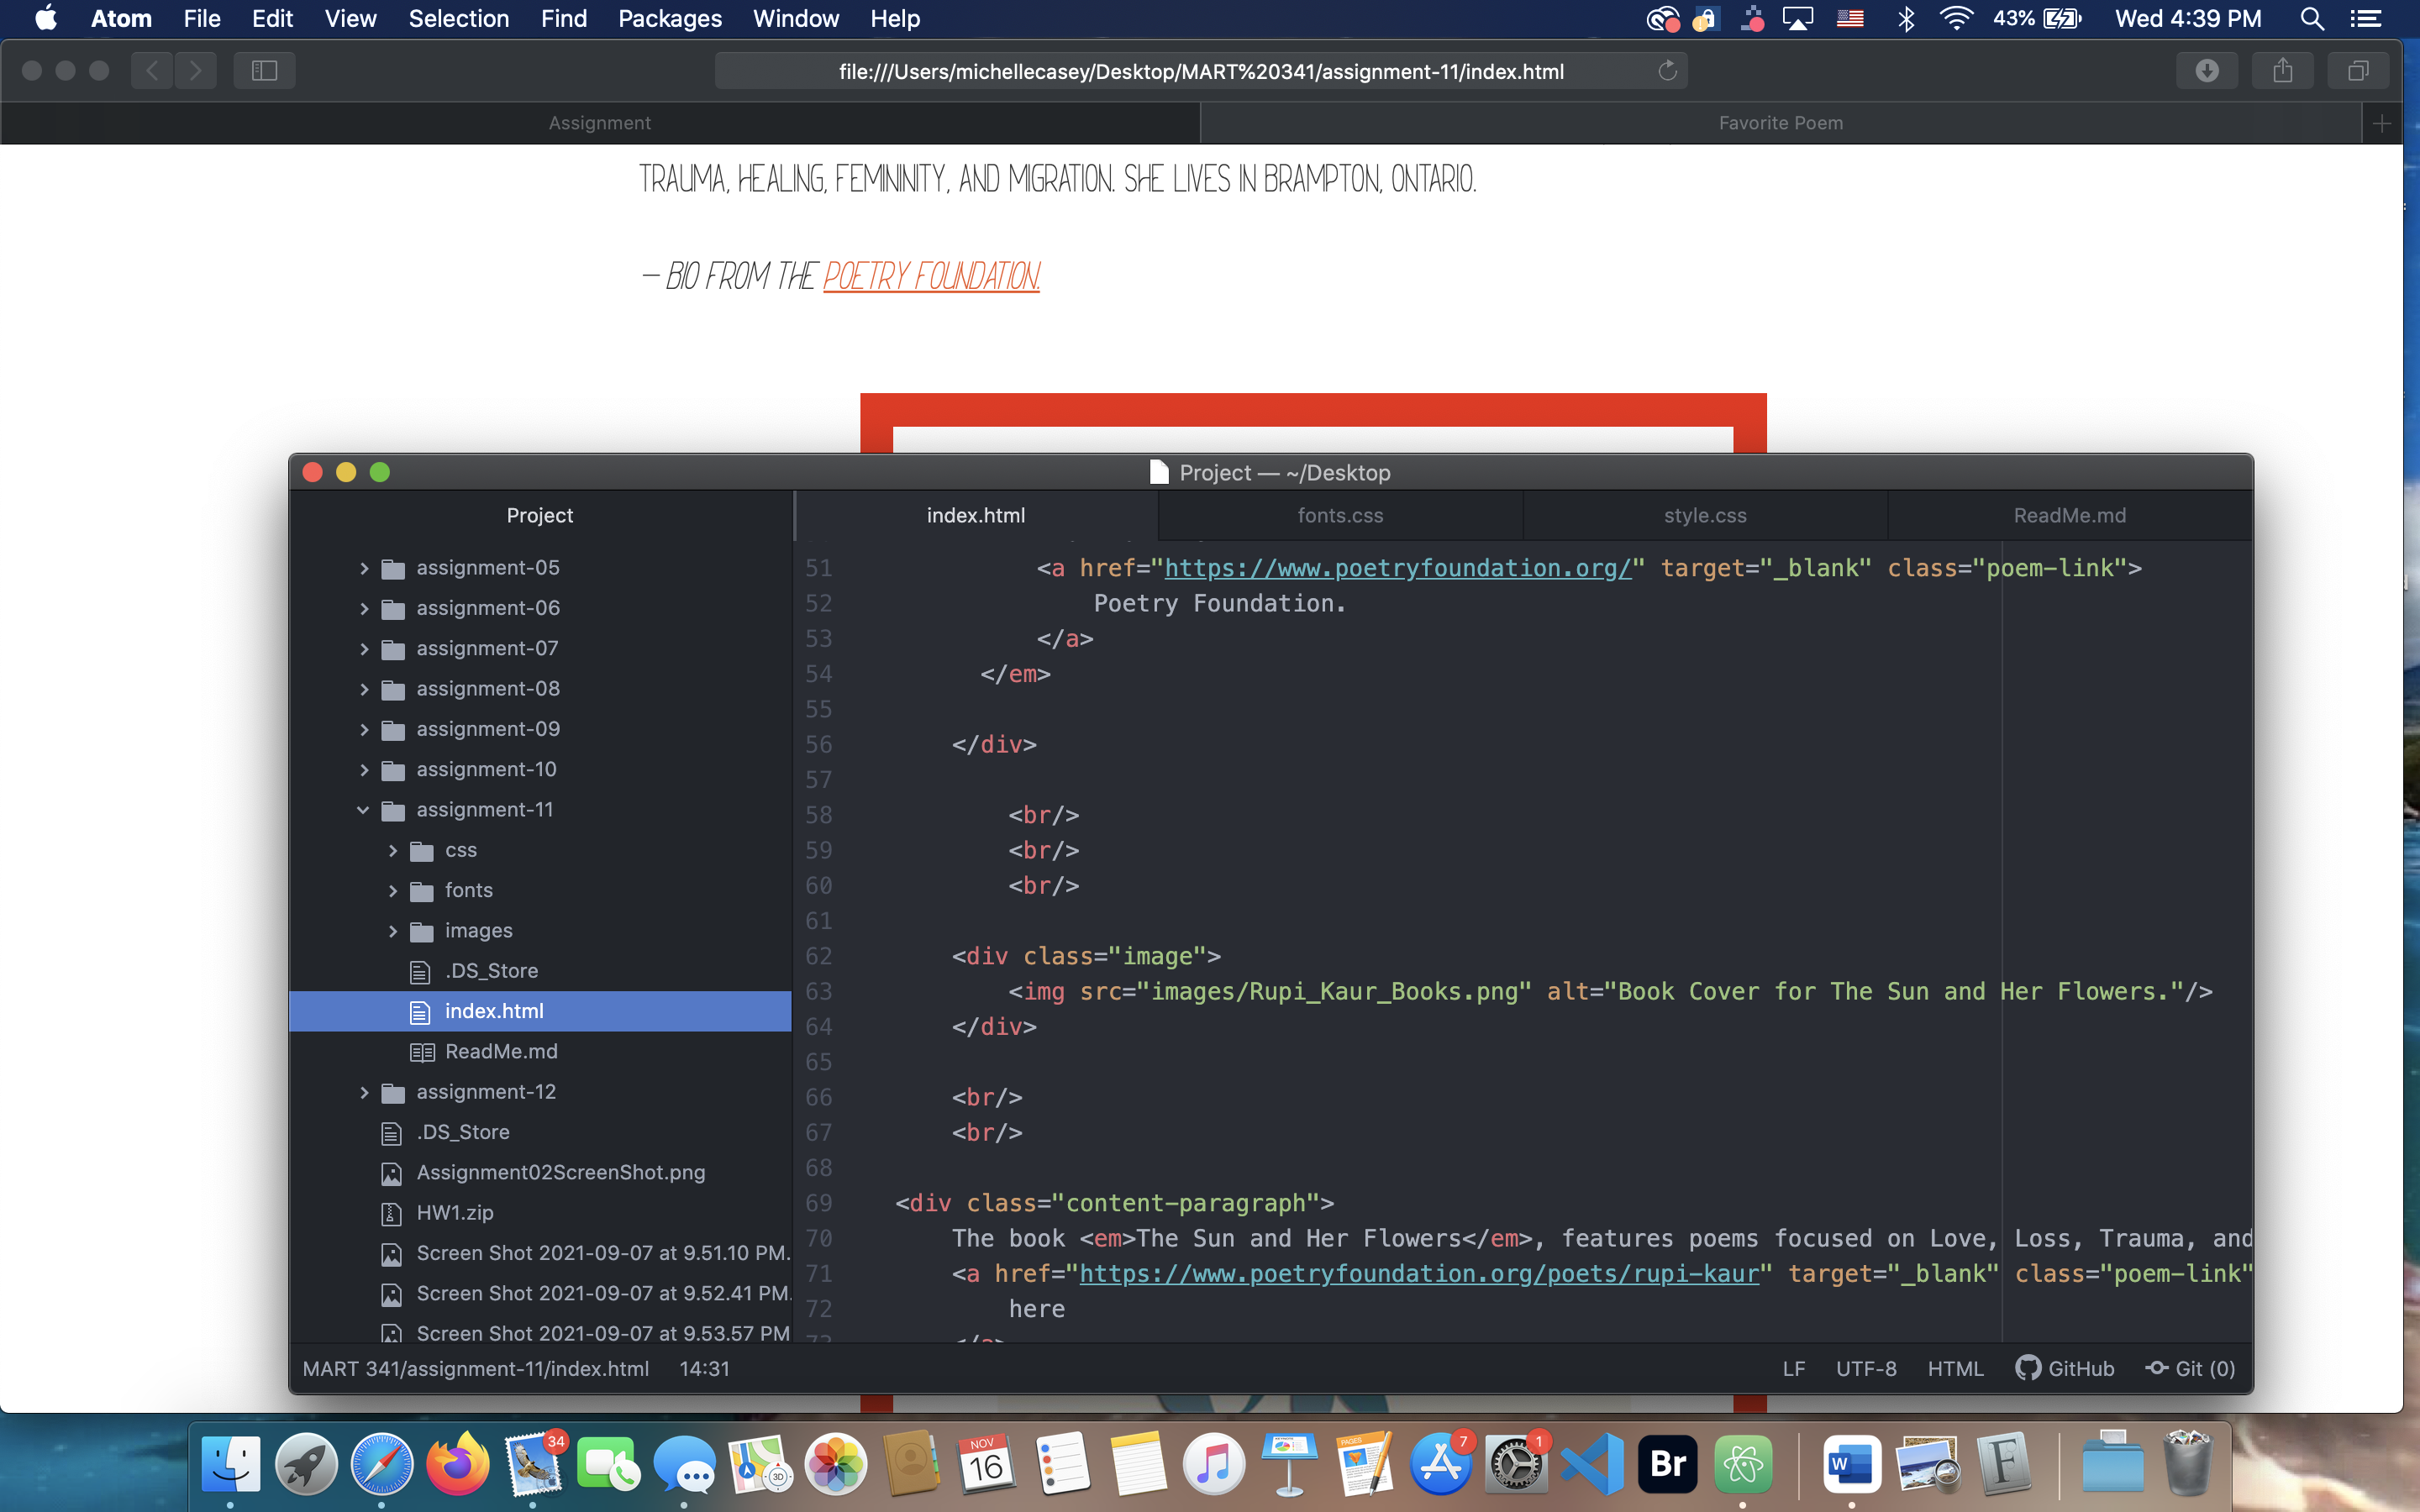 Atom File Edit View Selection Find Packages Window Help 43% Wed 4:39 PM
file:///Users/michellecasey/Desktop/MART%20341/assignment-11/index.html
Assignment Favorite Poem
TRAUMA, HEALING, FEMININITY, AND MIGRATION. SHE LIVES IN BRAMPTON, ONTARIO.
— BIO FROM THE POETRY FOUNDATION.
Project — ~/Desktop
Project
assignment-05
assignment-06
assignment-07
assignment-08
assignment-09
assignment-10
assignment-11
css
fonts
images
.DS_Store
index.html
ReadMe.md
assignment-12
.DS_Store
Assignment02ScreenShot.png
HW1.zip
Screen Shot 2021-09-07 at 9.51.10 PM.
Screen Shot 2021-09-07 at 9.52.41 PM.
Screen Shot 2021-09-07 at 9.53.57 PM
index.html fonts.css style.css ReadMe.md
51 <a href="https://www.poetryfoundation.org/" target="_blank" class="poem-link">
52 Poetry Foundation.
53 </a>
54 </em>
55
56 </div>
57
58 <br/>
59 <br/>
60 <br/>
61
62 <div class="image">
63 <img src="images/Rupi_Kaur_Books.png" alt="Book Cover for The Sun and Her Flowers."/>
64 </div>
65
66 <br/>
67 <br/>
68
69 <div class="content-paragraph">
70 The book <em>The Sun and Her Flowers</em>, features poems focused on Love, Loss, Trauma, and
71 <a href="https://www.poetryfoundation.org/poets/rupi-kaur" target="_blank" class="poem-link"
72 here
73 </a>
MART 341/assignment-11/index.html 14:31 LF UTF-8 HTML GitHub Git (0)
34 NOV 16 3D PAGES 7 1 Br W F